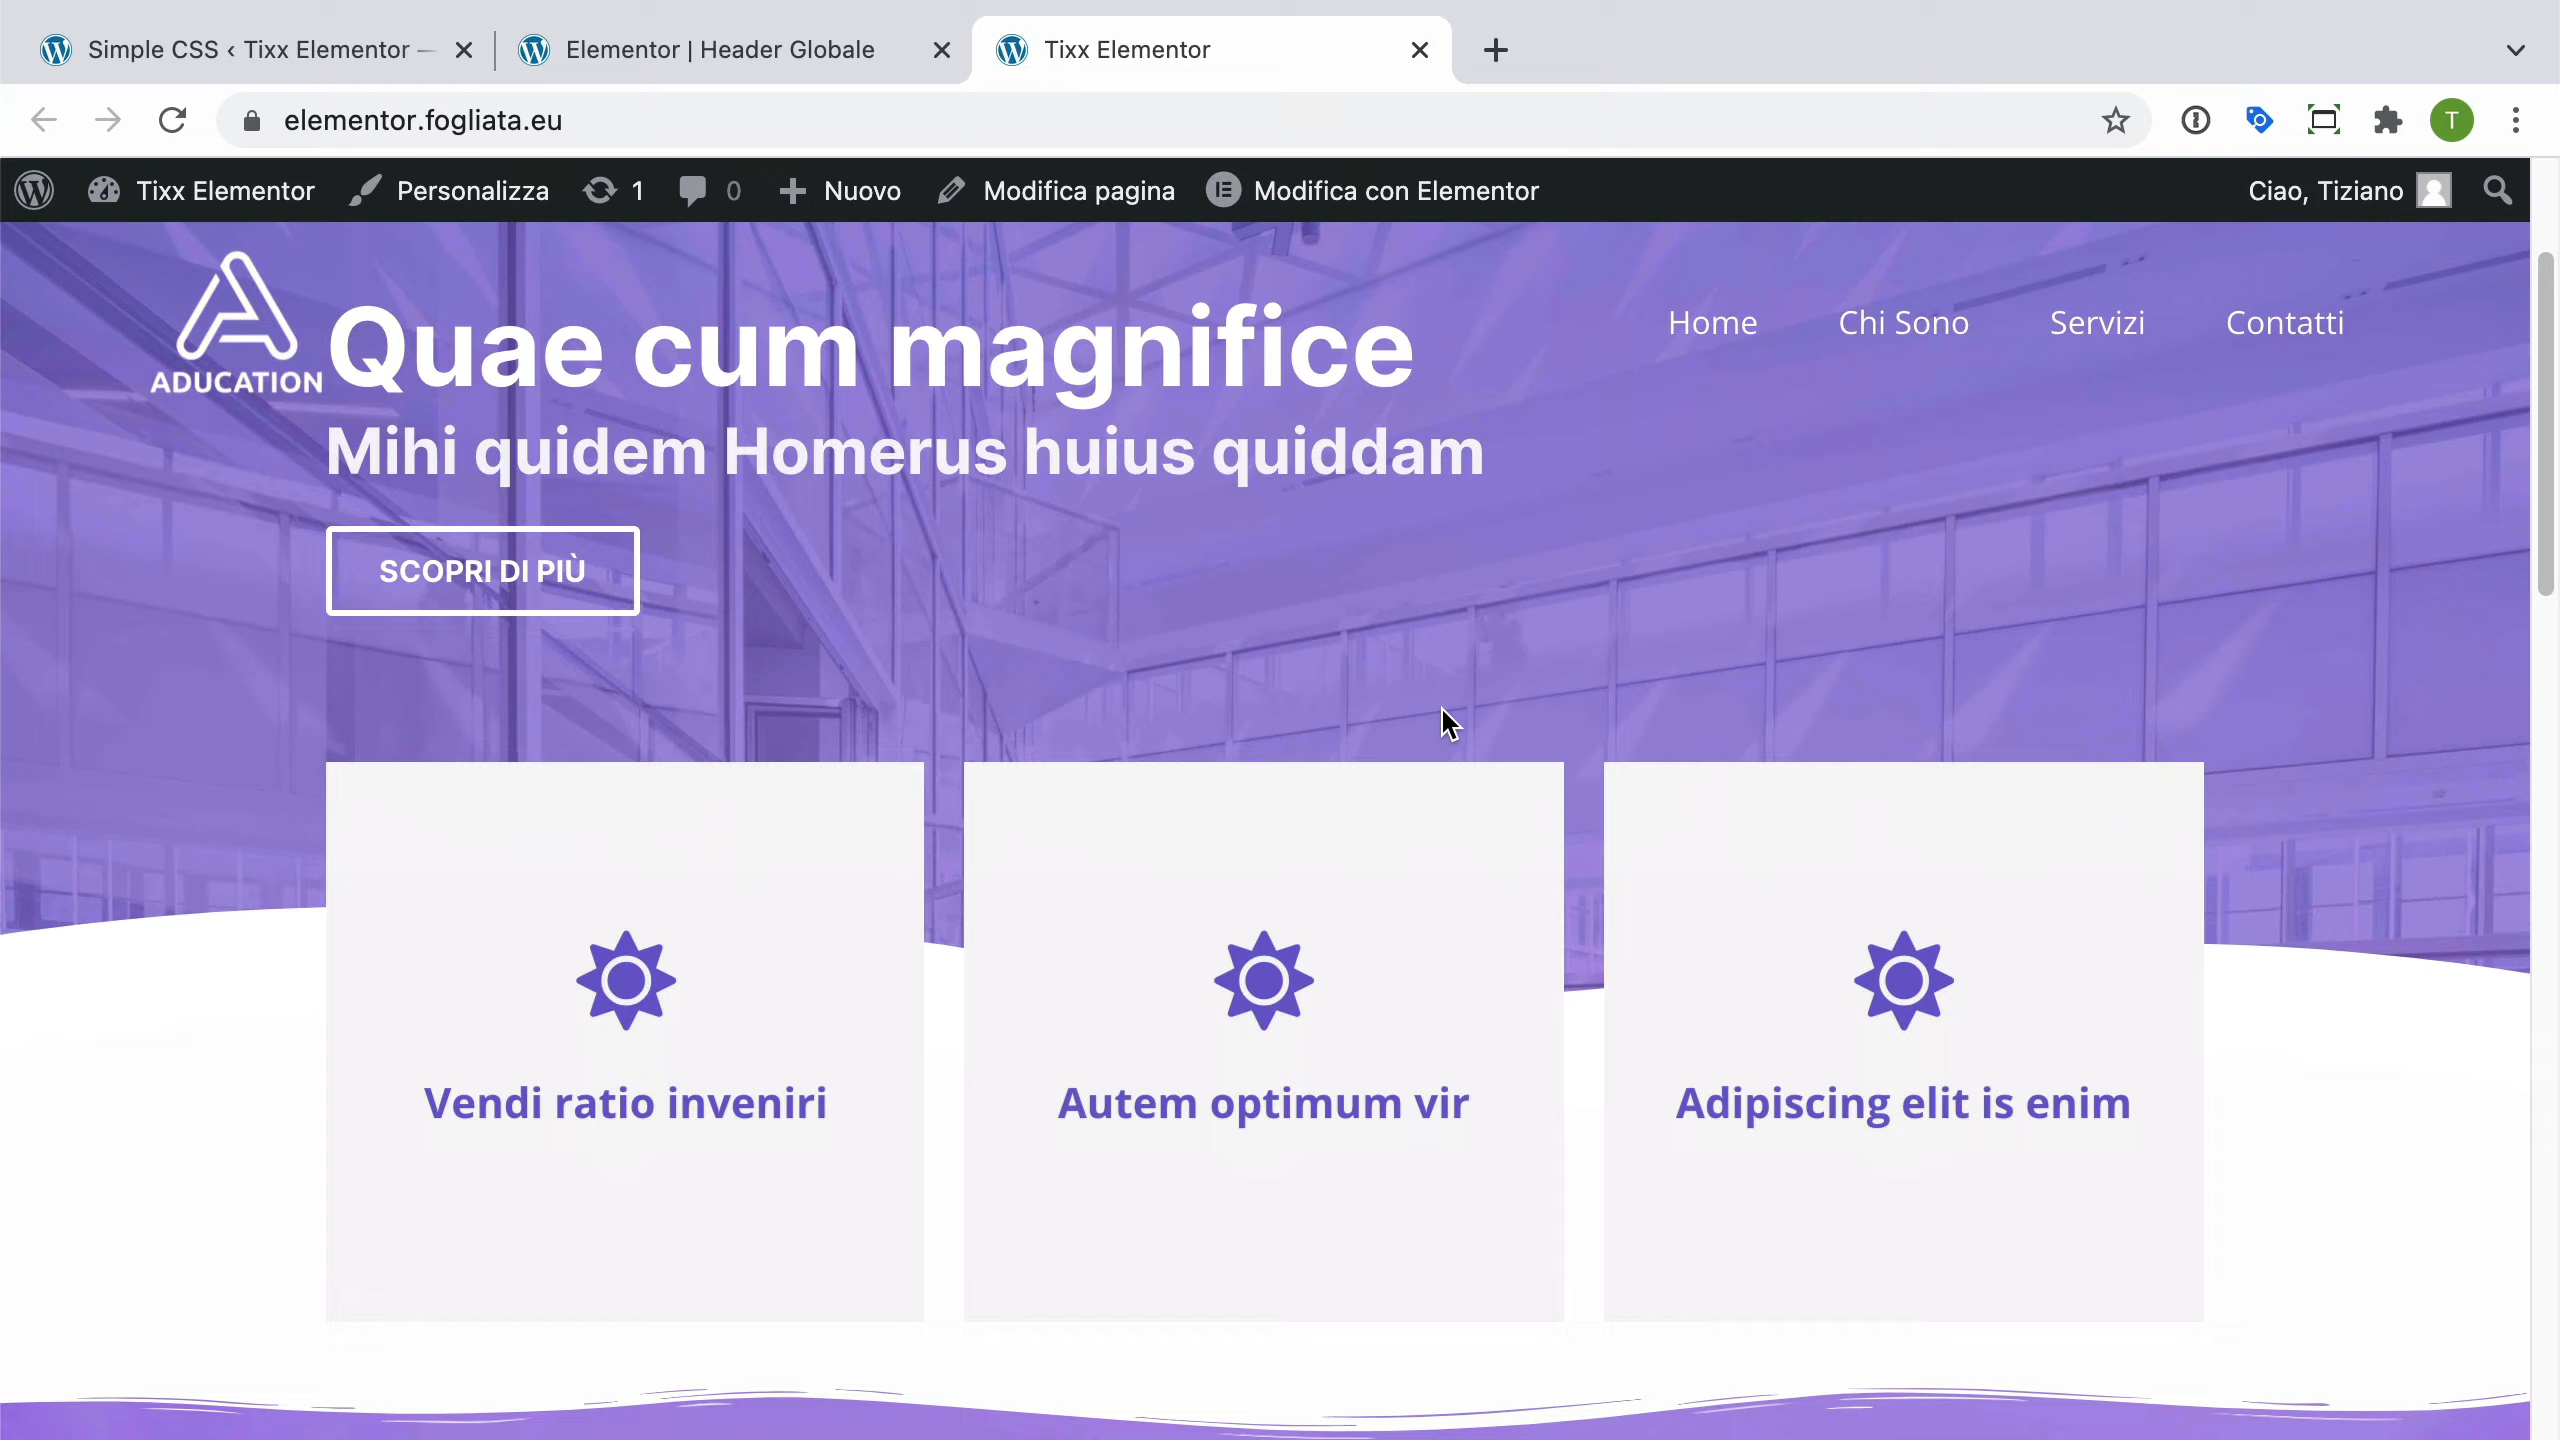 Simple CSS ‹ Tixx Elementor —
Elementor | Header Globale
Tixx Elementor
elementor.fogliata.eu
T
Tixx Elementor
Personalizza
1
0
Nuovo
Modifica pagina
Modifica con Elementor
Ciao, Tiziano
ADUCATION
Home
Chi Sono
Servizi
Contatti
Quae cum magnifice
Mihi quidem Homerus huius quiddam
SCOPRI DI PIÙ
Vendi ratio inveniri
Autem optimum vir
Adipiscing elit is enim